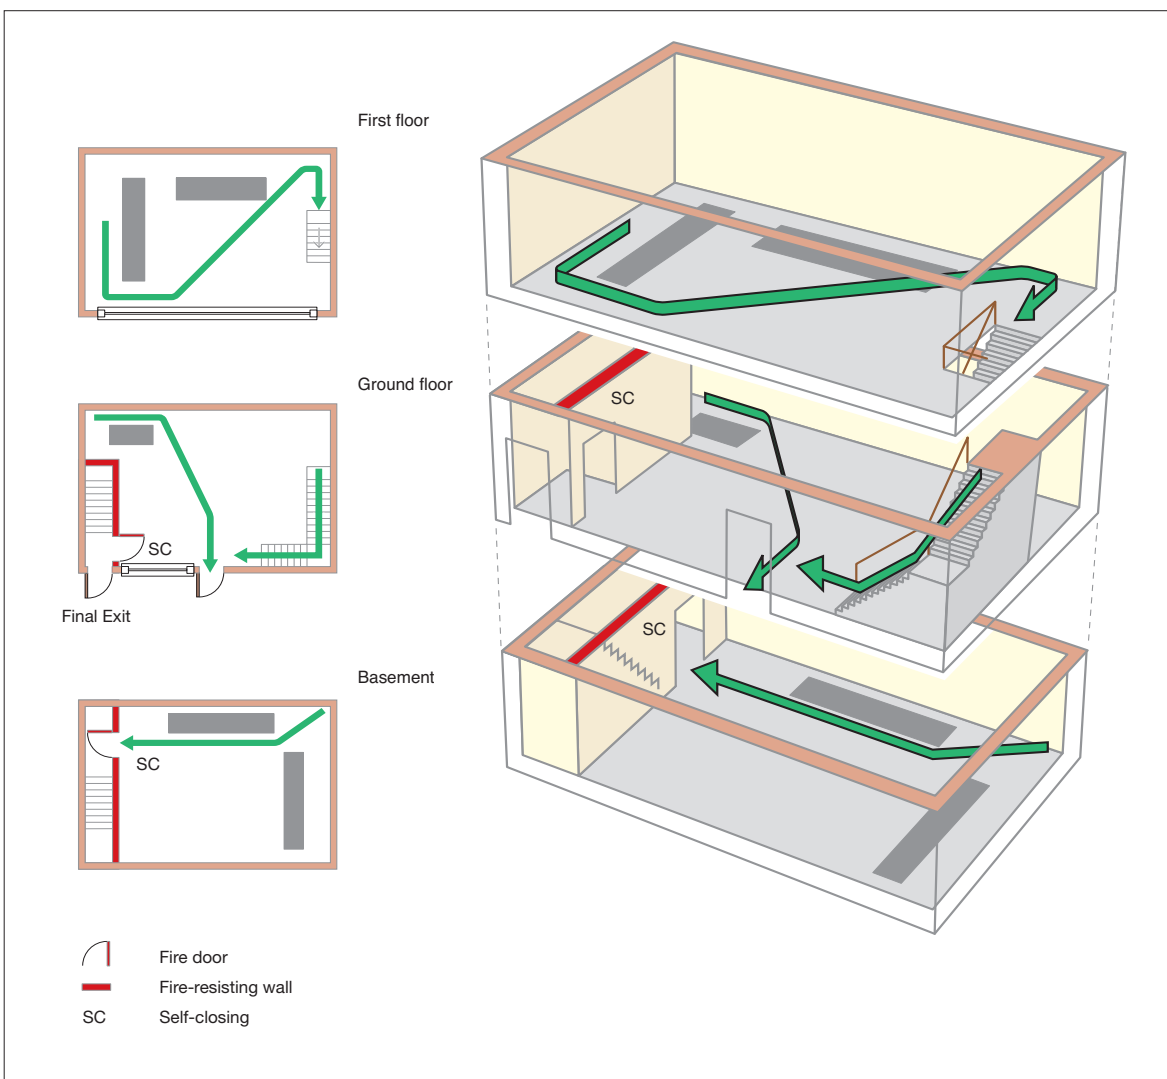 First floor
Ground floor
SC
SC
Final Exit
SC
Basement
SC
Fire door
Fire-resisting wall
SC Self-closing